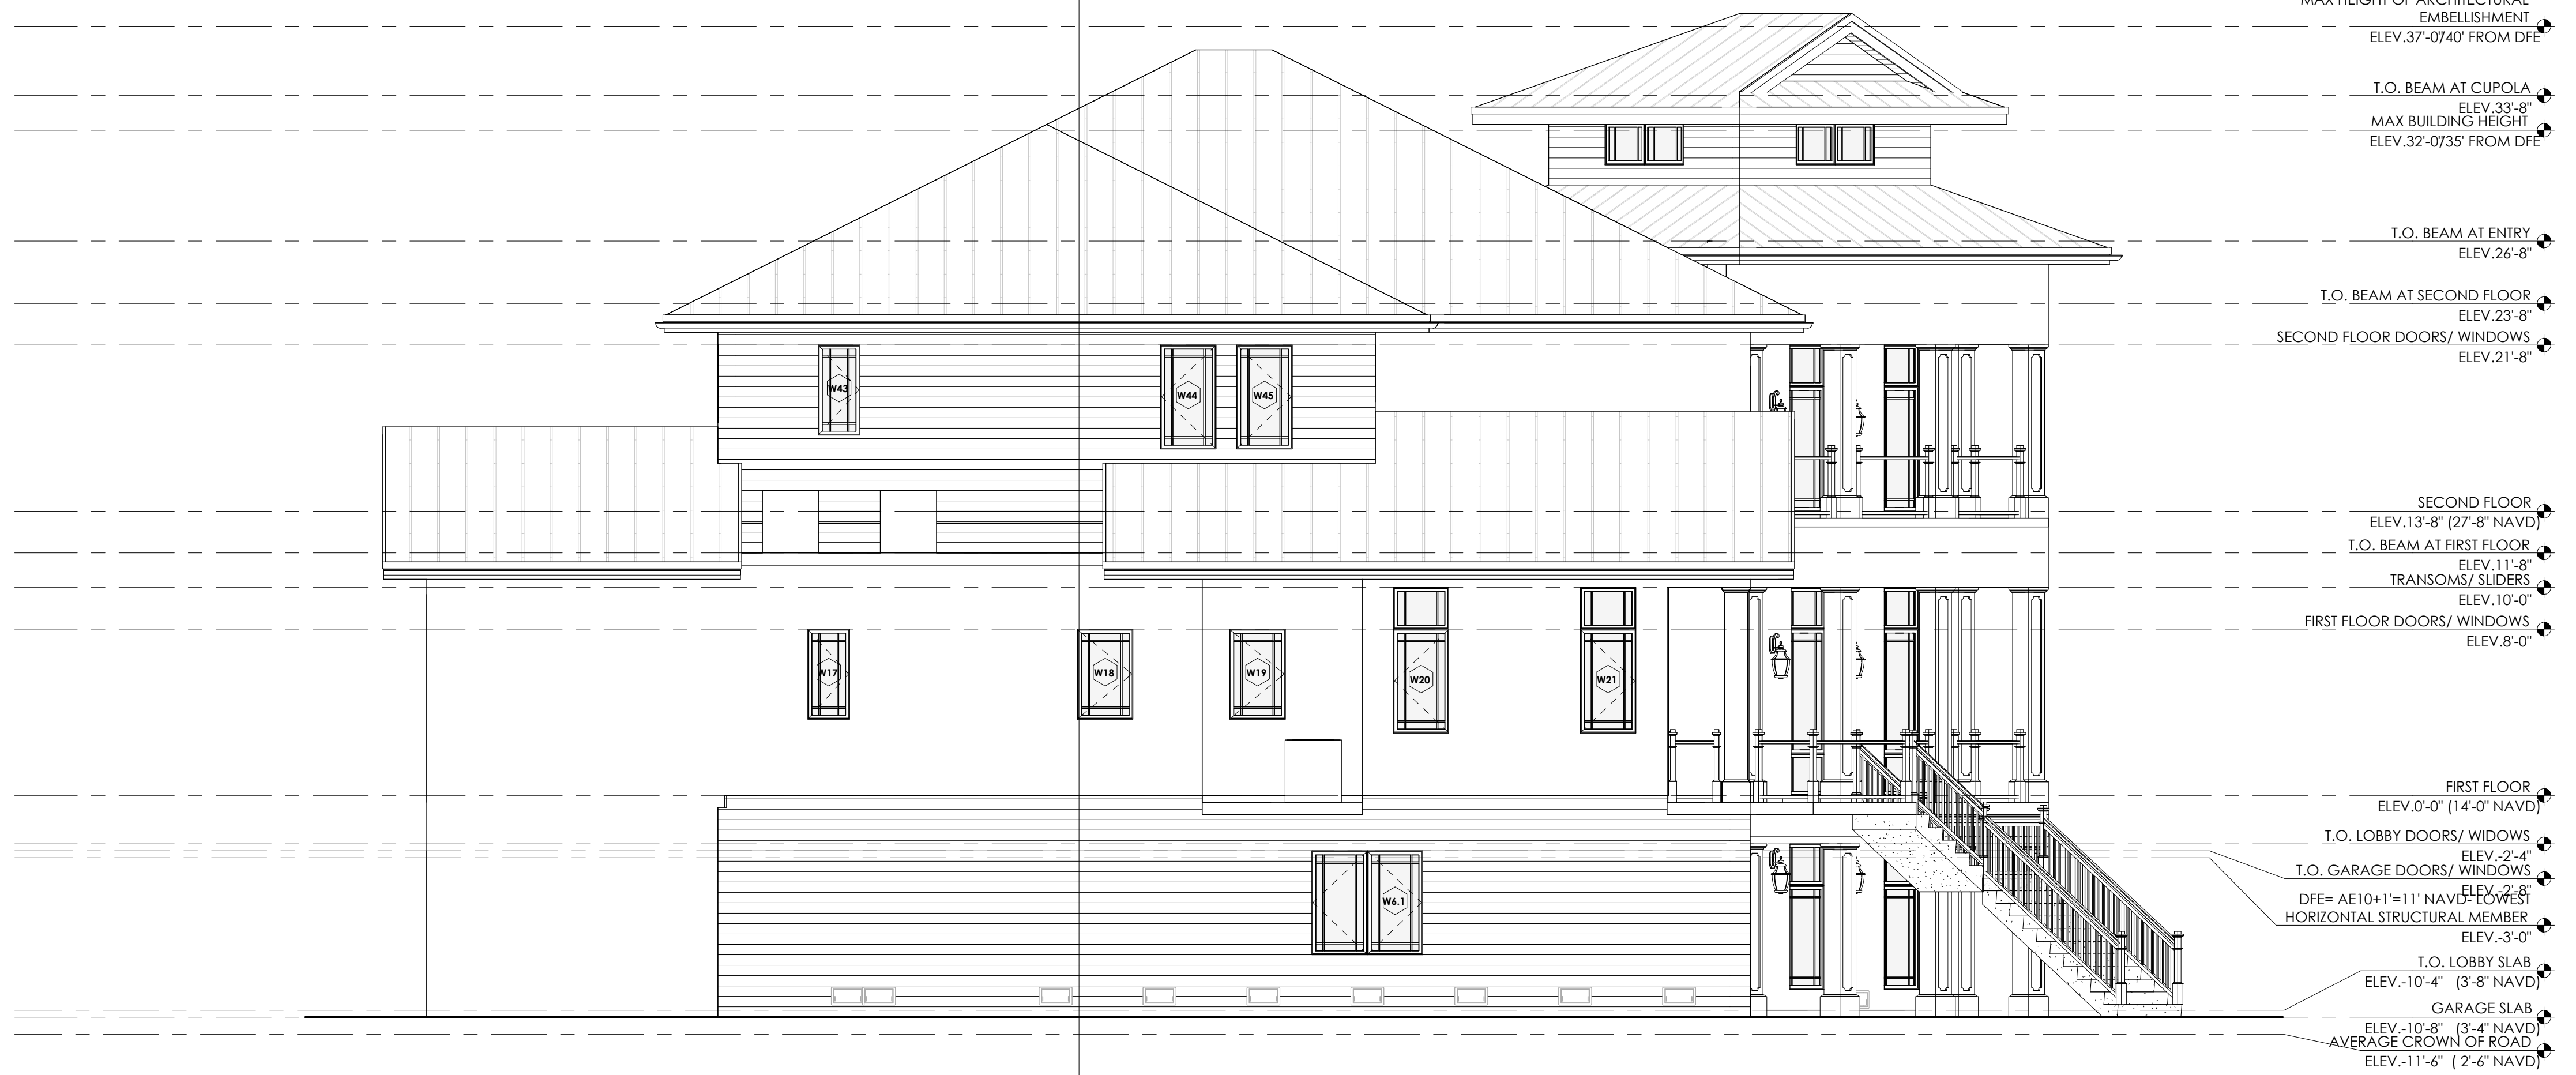 MAX HEIGHT OF ARCHITECTURAL
EMBELLISHMENT
ELEV.37'-0"/40' FROM DFE
T.O. BEAM AT CUPOLA
ELEV.33'-8"
MAX BUILDING HEIGHT
ELEV.32'-0"/35' FROM DFE
T.O. BEAM AT ENTRY
ELEV.26'-8"
T.O. BEAM AT SECOND FLOOR
ELEV.23'-8"
SECOND FLOOR DOORS/ WINDOWS
ELEV.21'-8"
W43
W44
W45
SECOND FLOOR
ELEV.13'-8" (27'-8" NAVD)
T.O. BEAM AT FIRST FLOOR
ELEV.11'-8"
TRANSOMS/ SLIDERS
ELEV.10'-0"
FIRST FLOOR DOORS/ WINDOWS
ELEV.8'-0"
W17
W18
W19
W20
W21
FIRST FLOOR
ELEV.0'-0" (14'-0" NAVD)
T.O. LOBBY DOORS/ WIDOWS
ELEV.-2'-4"
T.O. GARAGE DOORS/ WINDOWS
ELEV.-2'-8"
DFE= AE10+1'=11' NAVD- LOWEST
HORIZONTAL STRUCTURAL MEMBER
ELEV.-3'-0"
W6.1
T.O. LOBBY SLAB
ELEV.-10'-4" (3'-8" NAVD)
GARAGE SLAB
ELEV.-10'-8" (3'-4" NAVD)
AVERAGE CROWN OF ROAD
ELEV.-11'-6" ( 2'-6" NAVD)